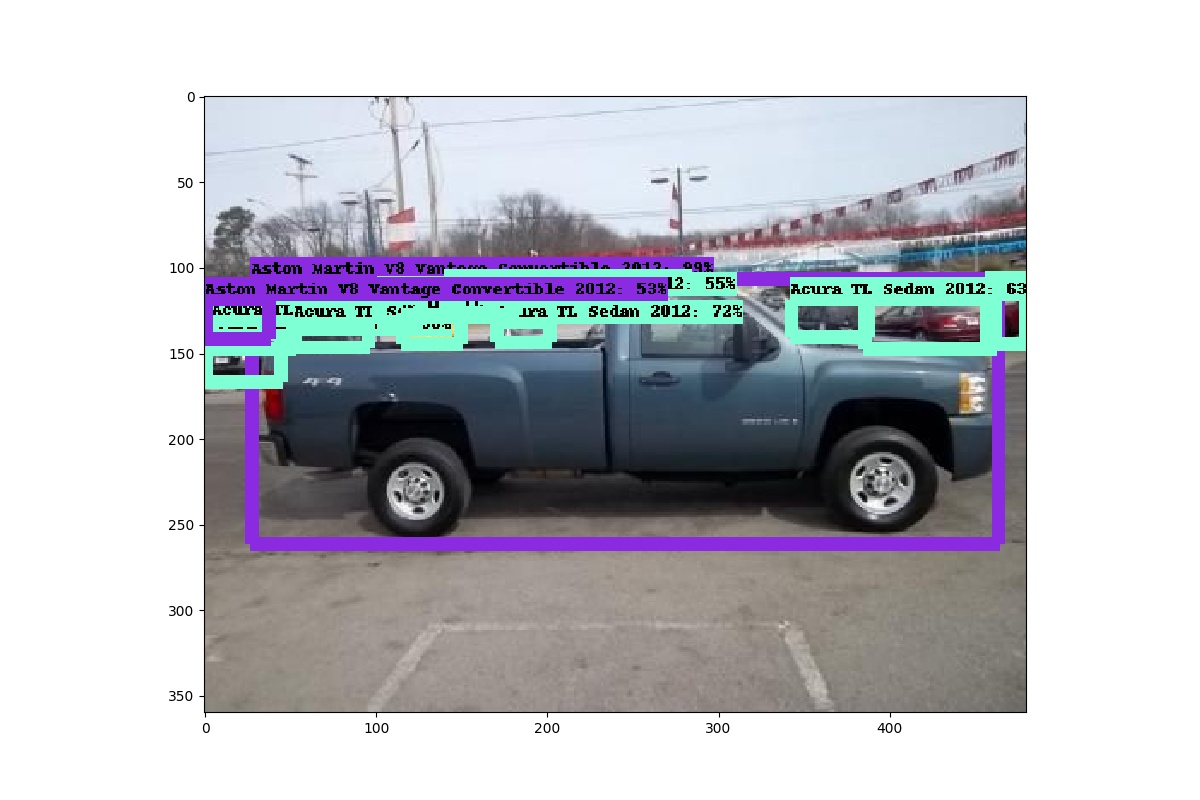 0
50
100
150
200
250
300
350
0
100
200
300
400
Aston Martin V8 Vantage Convertible 2012: 99%
12: 55%
Aston Martin V8 Vantage Convertible 2012: 53%
Acura TL Sedan 2012: 63
Acura TL
Acura TL S
TL Sedan 2012: 72%
4x4